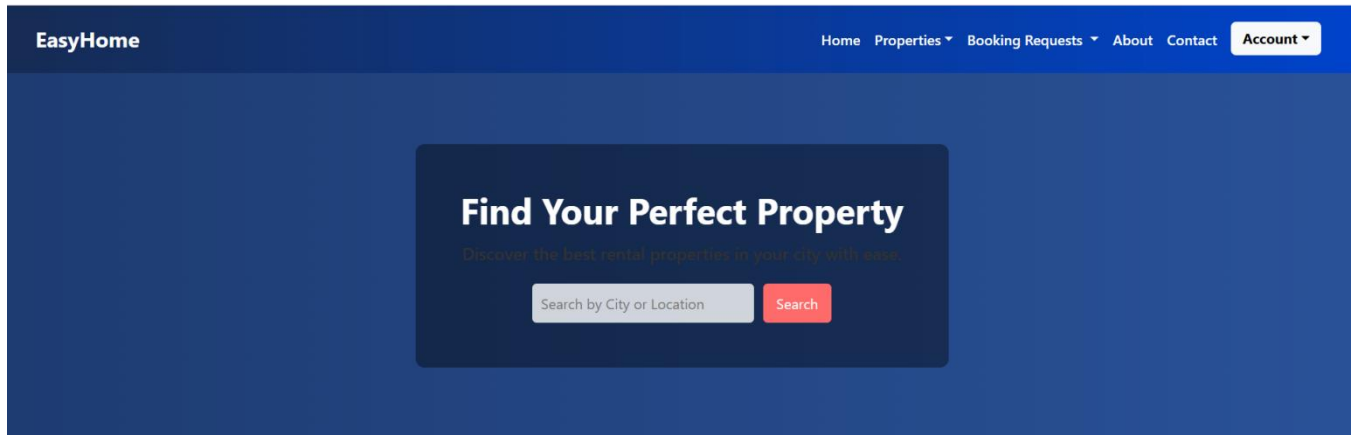 EasyHome
Home Properties Booking Requests About Contact Account
Find Your Perfect Property
Discover the best rental properties in your city with ease.
Search by City or Location Search